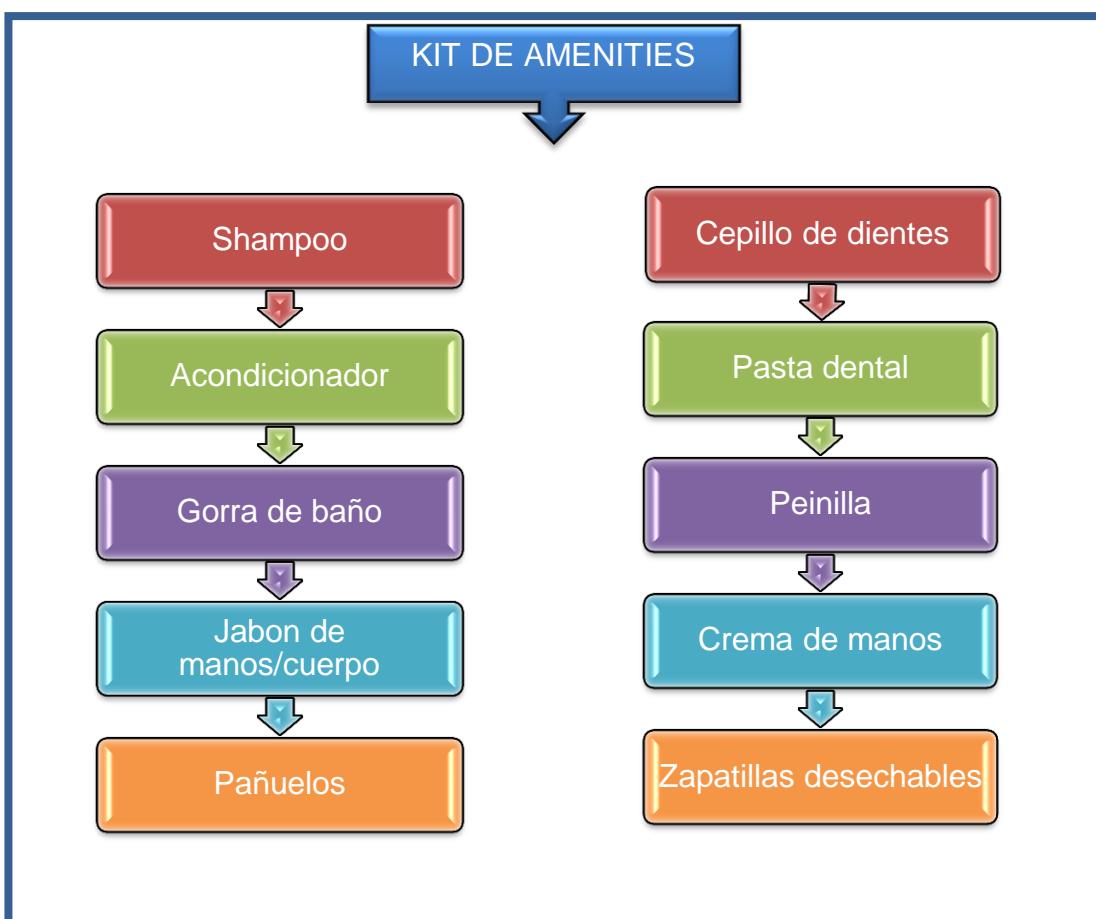 KIT DE AMENITIES
Shampoo
Acondicionador
Gorra de baño
Jabon de
manos/cuerpo
Pañuelos
Cepillo de dientes
Pasta dental
Peinilla
Crema de manos
Zapatillas desechables